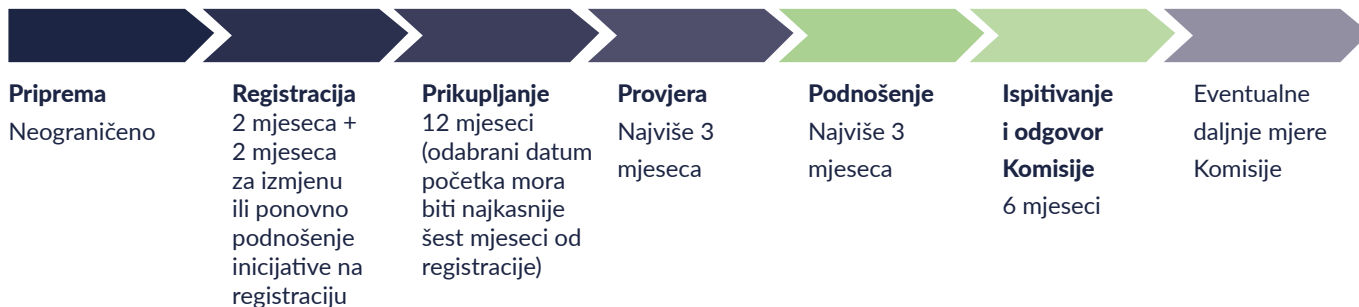 Priprema
Neograničeno
Registracija
2 mjeseca +
2 mjeseca
za izmjenu
ili ponovno
podnošenje
inicijative na
registraciju
Prikupljanje
12 mjeseci
(odabrani datum
početka mora
biti najkasnije
šest mjeseci od
registracije)
Provjera
Najviše 3
mjeseca
Podnošenje
Najviše 3
mjeseca
Ispitivanje
i odgovor
Komisije
6 mjeseci
Eventualne
daljnje mjere
Komisije